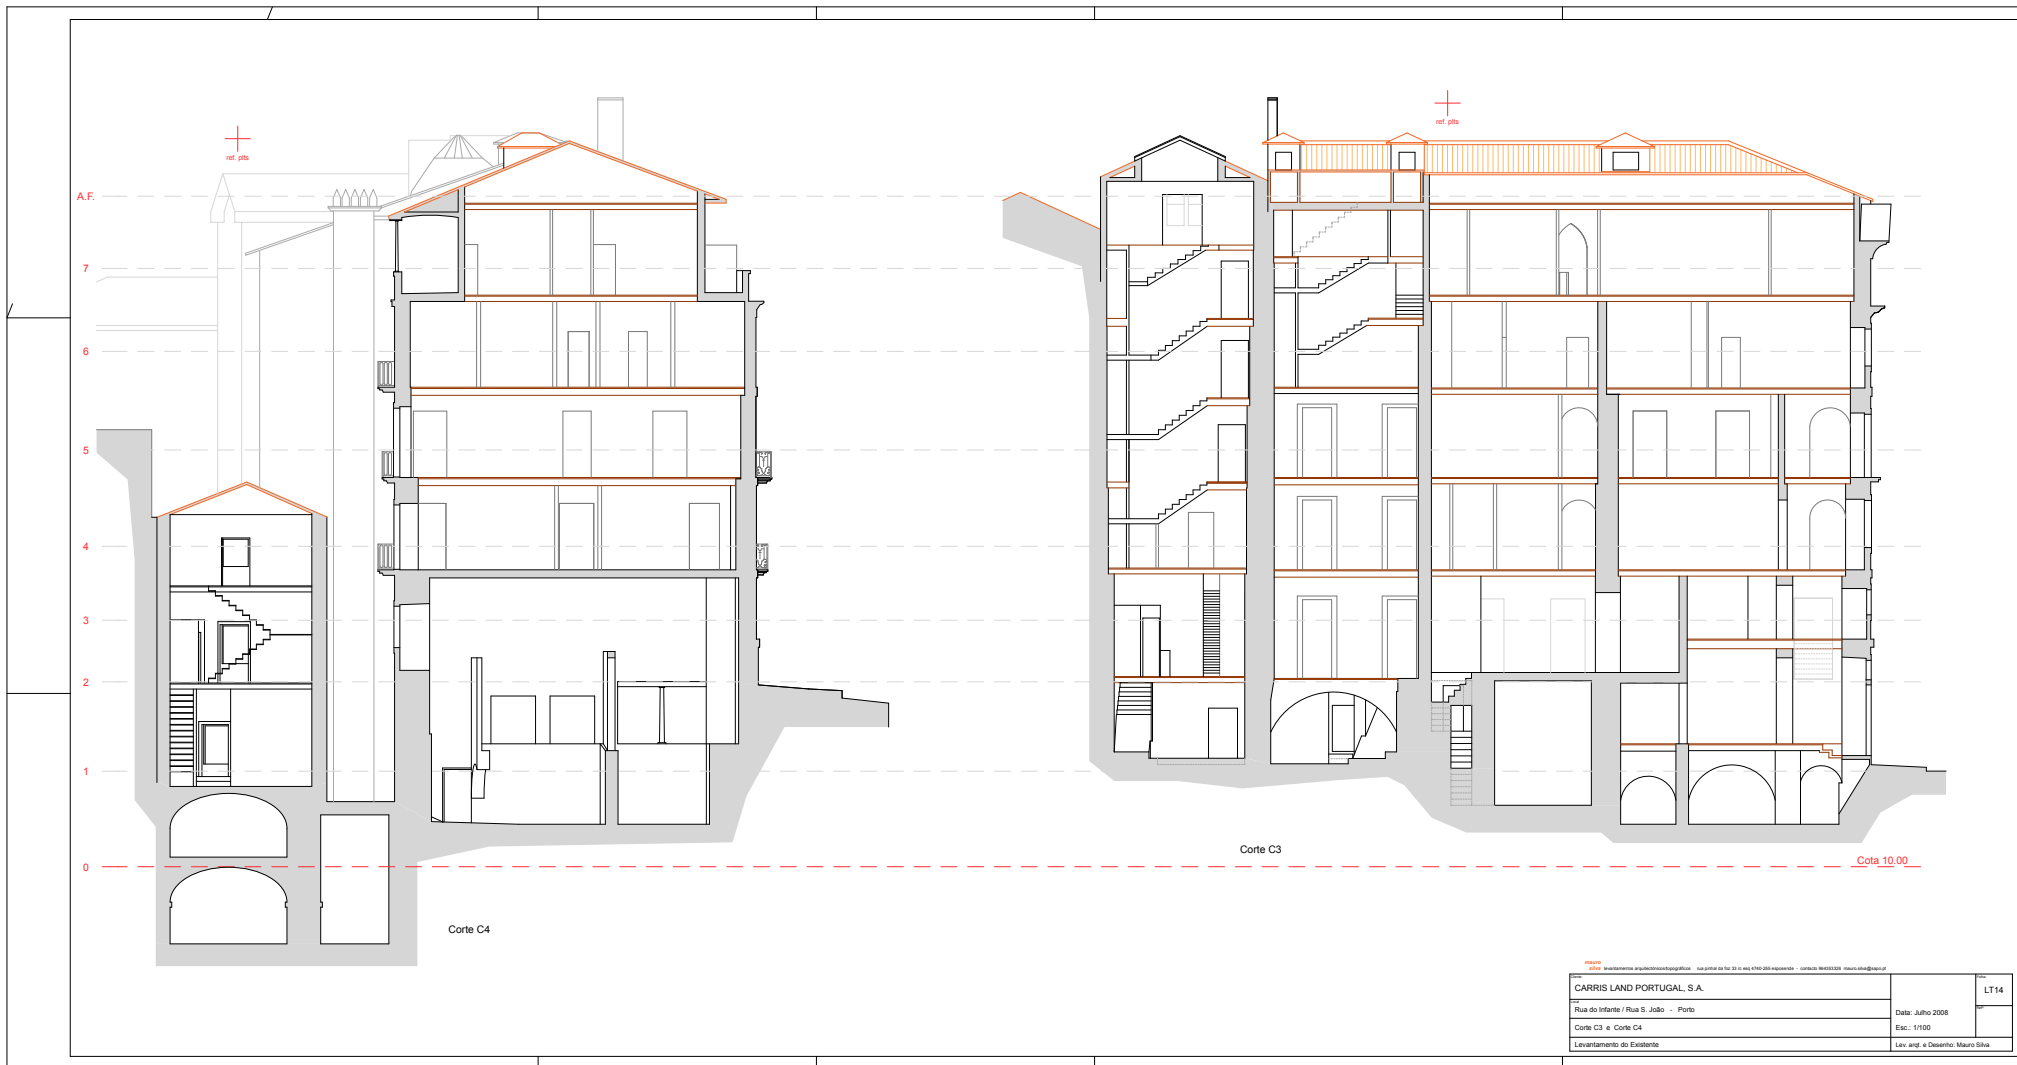 ref. plts
ref. plts
A.F.
7
6
5
4
3
2
1
0
Cota 10.00
Corte C3
Corte C4
mauro
silva
CARRIS LAND PORTUGAL, S.A.
LT14
Rua do Infante / Rua S. João - Porto
Data: Julho 2008
Corte C3 e Corte C4
Esc.: 1/100
Levantamento do Existente
Lev. arqt. e Desenho: Mauro Silva